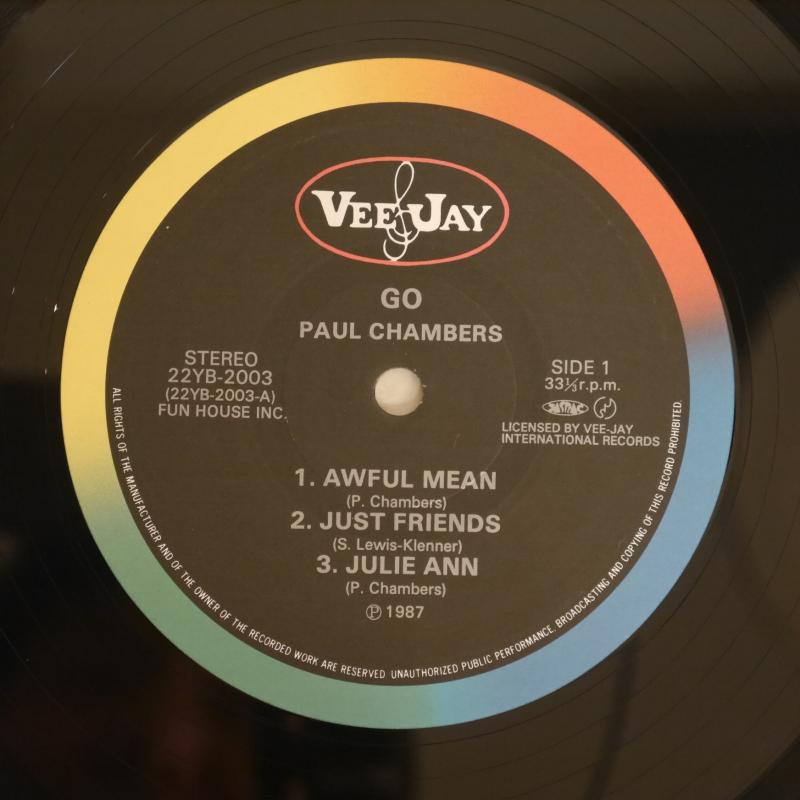 VEE JAY
GO
PAUL CHAMBERS
STEREO
22YB-2003
(22YB-2003-A)
FUN HOUSE INC.
SIDE 1
33⅓r.p.m.
LICENSED BY VEE-JAY
INTERNATIONAL RECORDS
1. AWFUL MEAN
(P. Chambers)
2. JUST FRIENDS
(S. Lewis-Klenner)
3. JULIE ANN
(P. Chambers)
Ⓟ 1987
ALL RIGHTS OF THE MANUFACTURER AND OF THE OWNER OF THE RECORDED WORK ARE RESERVED UNAUTHORIZED PUBLIC PERFORMANCE. BROADCASTING AND COPYING OF THIS RECORD PROHIBITED.